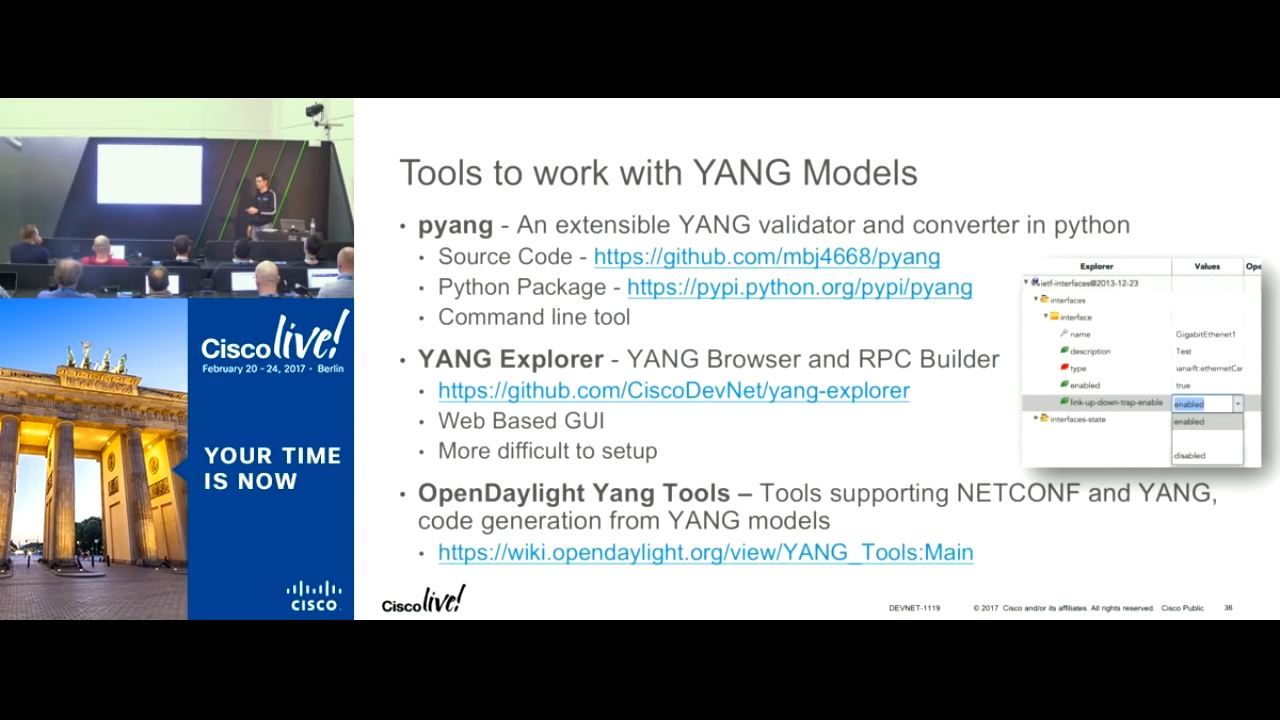 Cisco live!
February 20 - 24, 2017 • Berlin
YOUR TIME
IS NOW
CISCO
Tools to work with YANG Models
• pyang - An extensible YANG validator and converter in python
• Source Code - https://github.com/mbj4668/pyang
• Python Package - https://pypi.python.org/pypi/pyang
• Command line tool
• YANG Explorer - YANG Browser and RPC Builder
• https://github.com/CiscoDevNet/yang-explorer
• Web Based GUI
• More difficult to setup
• OpenDaylight Yang Tools – Tools supporting NETCONF and YANG,
code generation from YANG models
• https://wiki.opendaylight.org/view/YANG_Tools:Main
Explorer Values Ope
ietf-interfaces@2013-12-23
interfaces
interface
name GigabitEthenet1
description Test
type ianaift:ethernetCsr
enabled true
link-up-down-trap-enable enabled
interfaces-state enabled
disabled
Cisco live!
DEVNET-1119 © 2017 Cisco and/or its affiliates. All rights reserved. Cisco Public 36